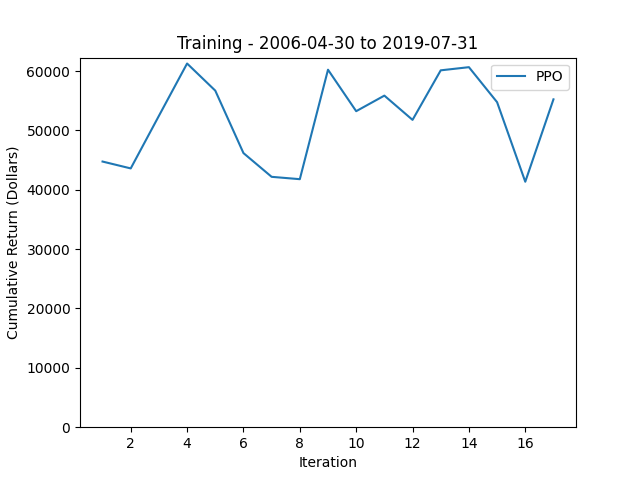 Training - 2006-04-30 to 2019-07-31
PPO
Cumulative Return (Dollars)
60000
50000
40000
30000
20000
10000
0
2 4 6 8 10 12 14 16
Iteration